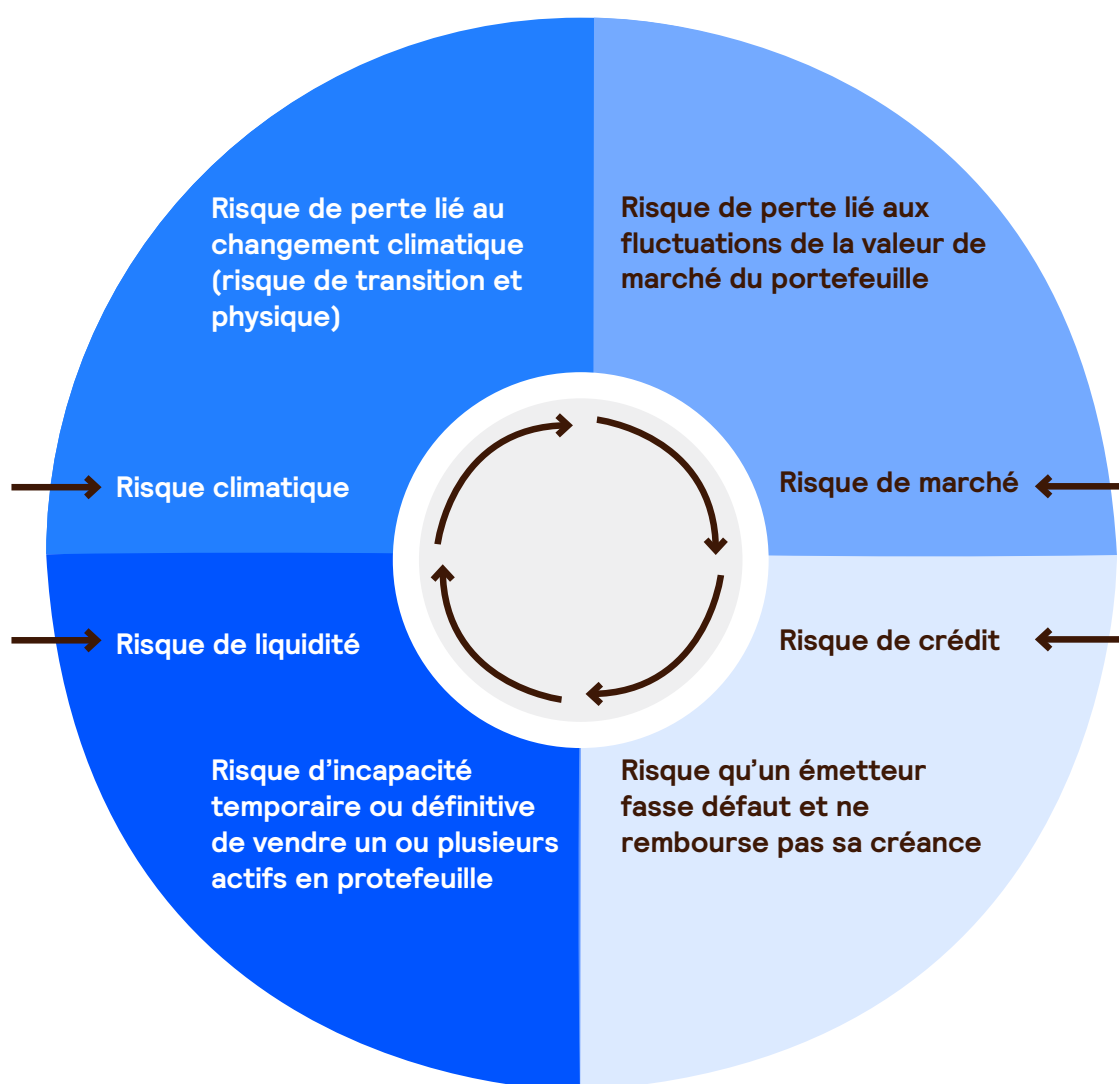 Risque de perte lié au
changement climatique
(risque de transition et
physique)
Risque climatique
Risque de perte lié aux
fluctuations de la valeur de
marché du portefeuille
Risque de marché
Risque de liquidité
Risque d’incapacité
temporaire ou définitive
de vendre un ou plusieurs
actifs en protefeuille
Risque de crédit
Risque qu’un émetteur
fasse défaut et ne
rembourse pas sa créance